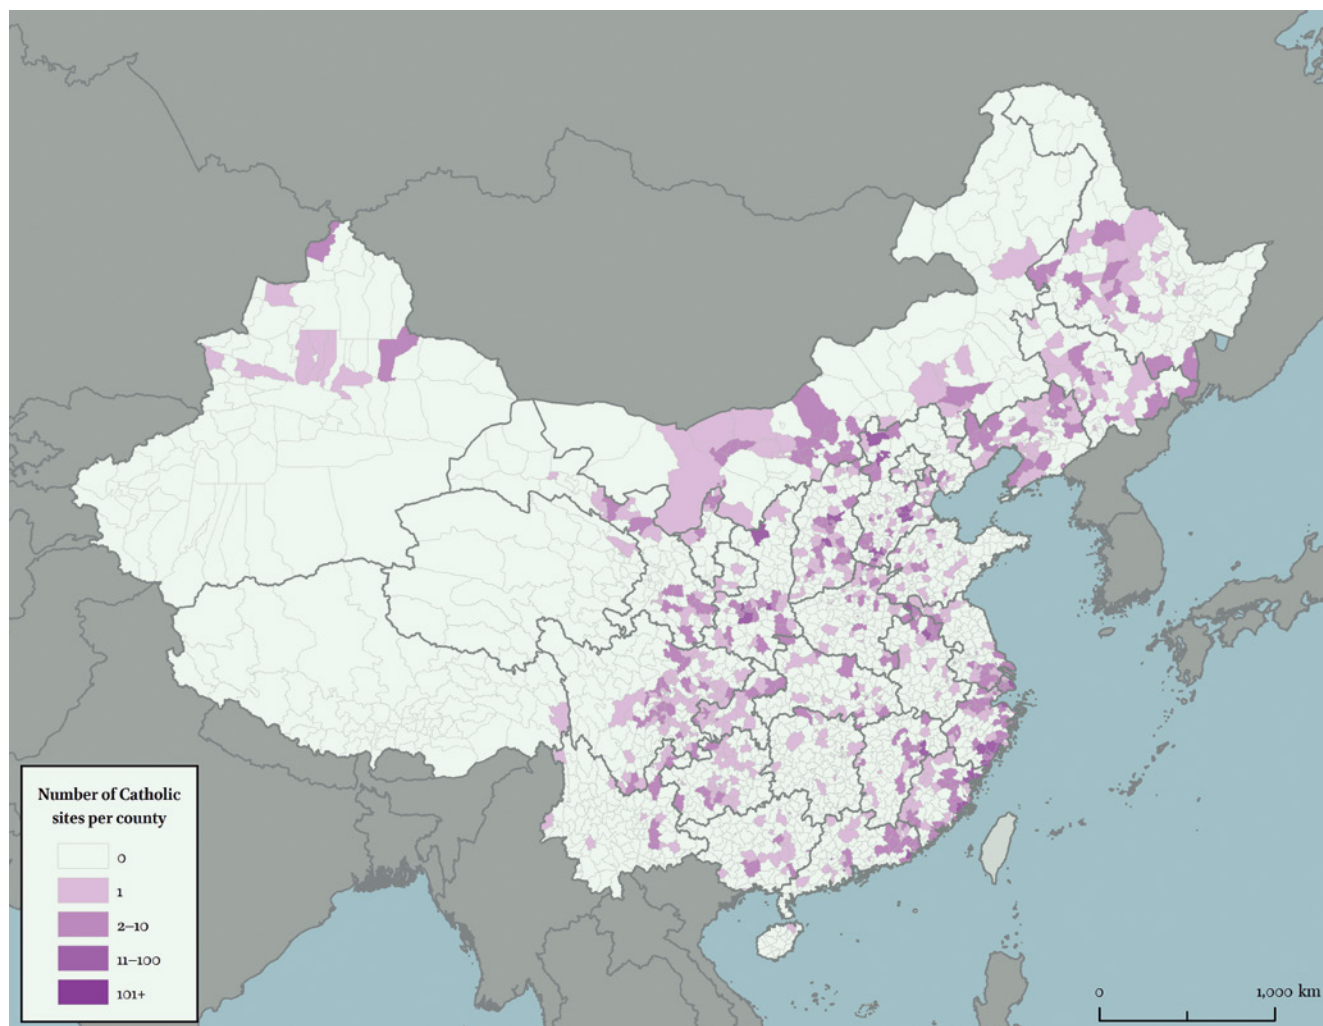 Number of Catholic
sites per county
0
1
2–10
11–100
101+
0 1,000 km